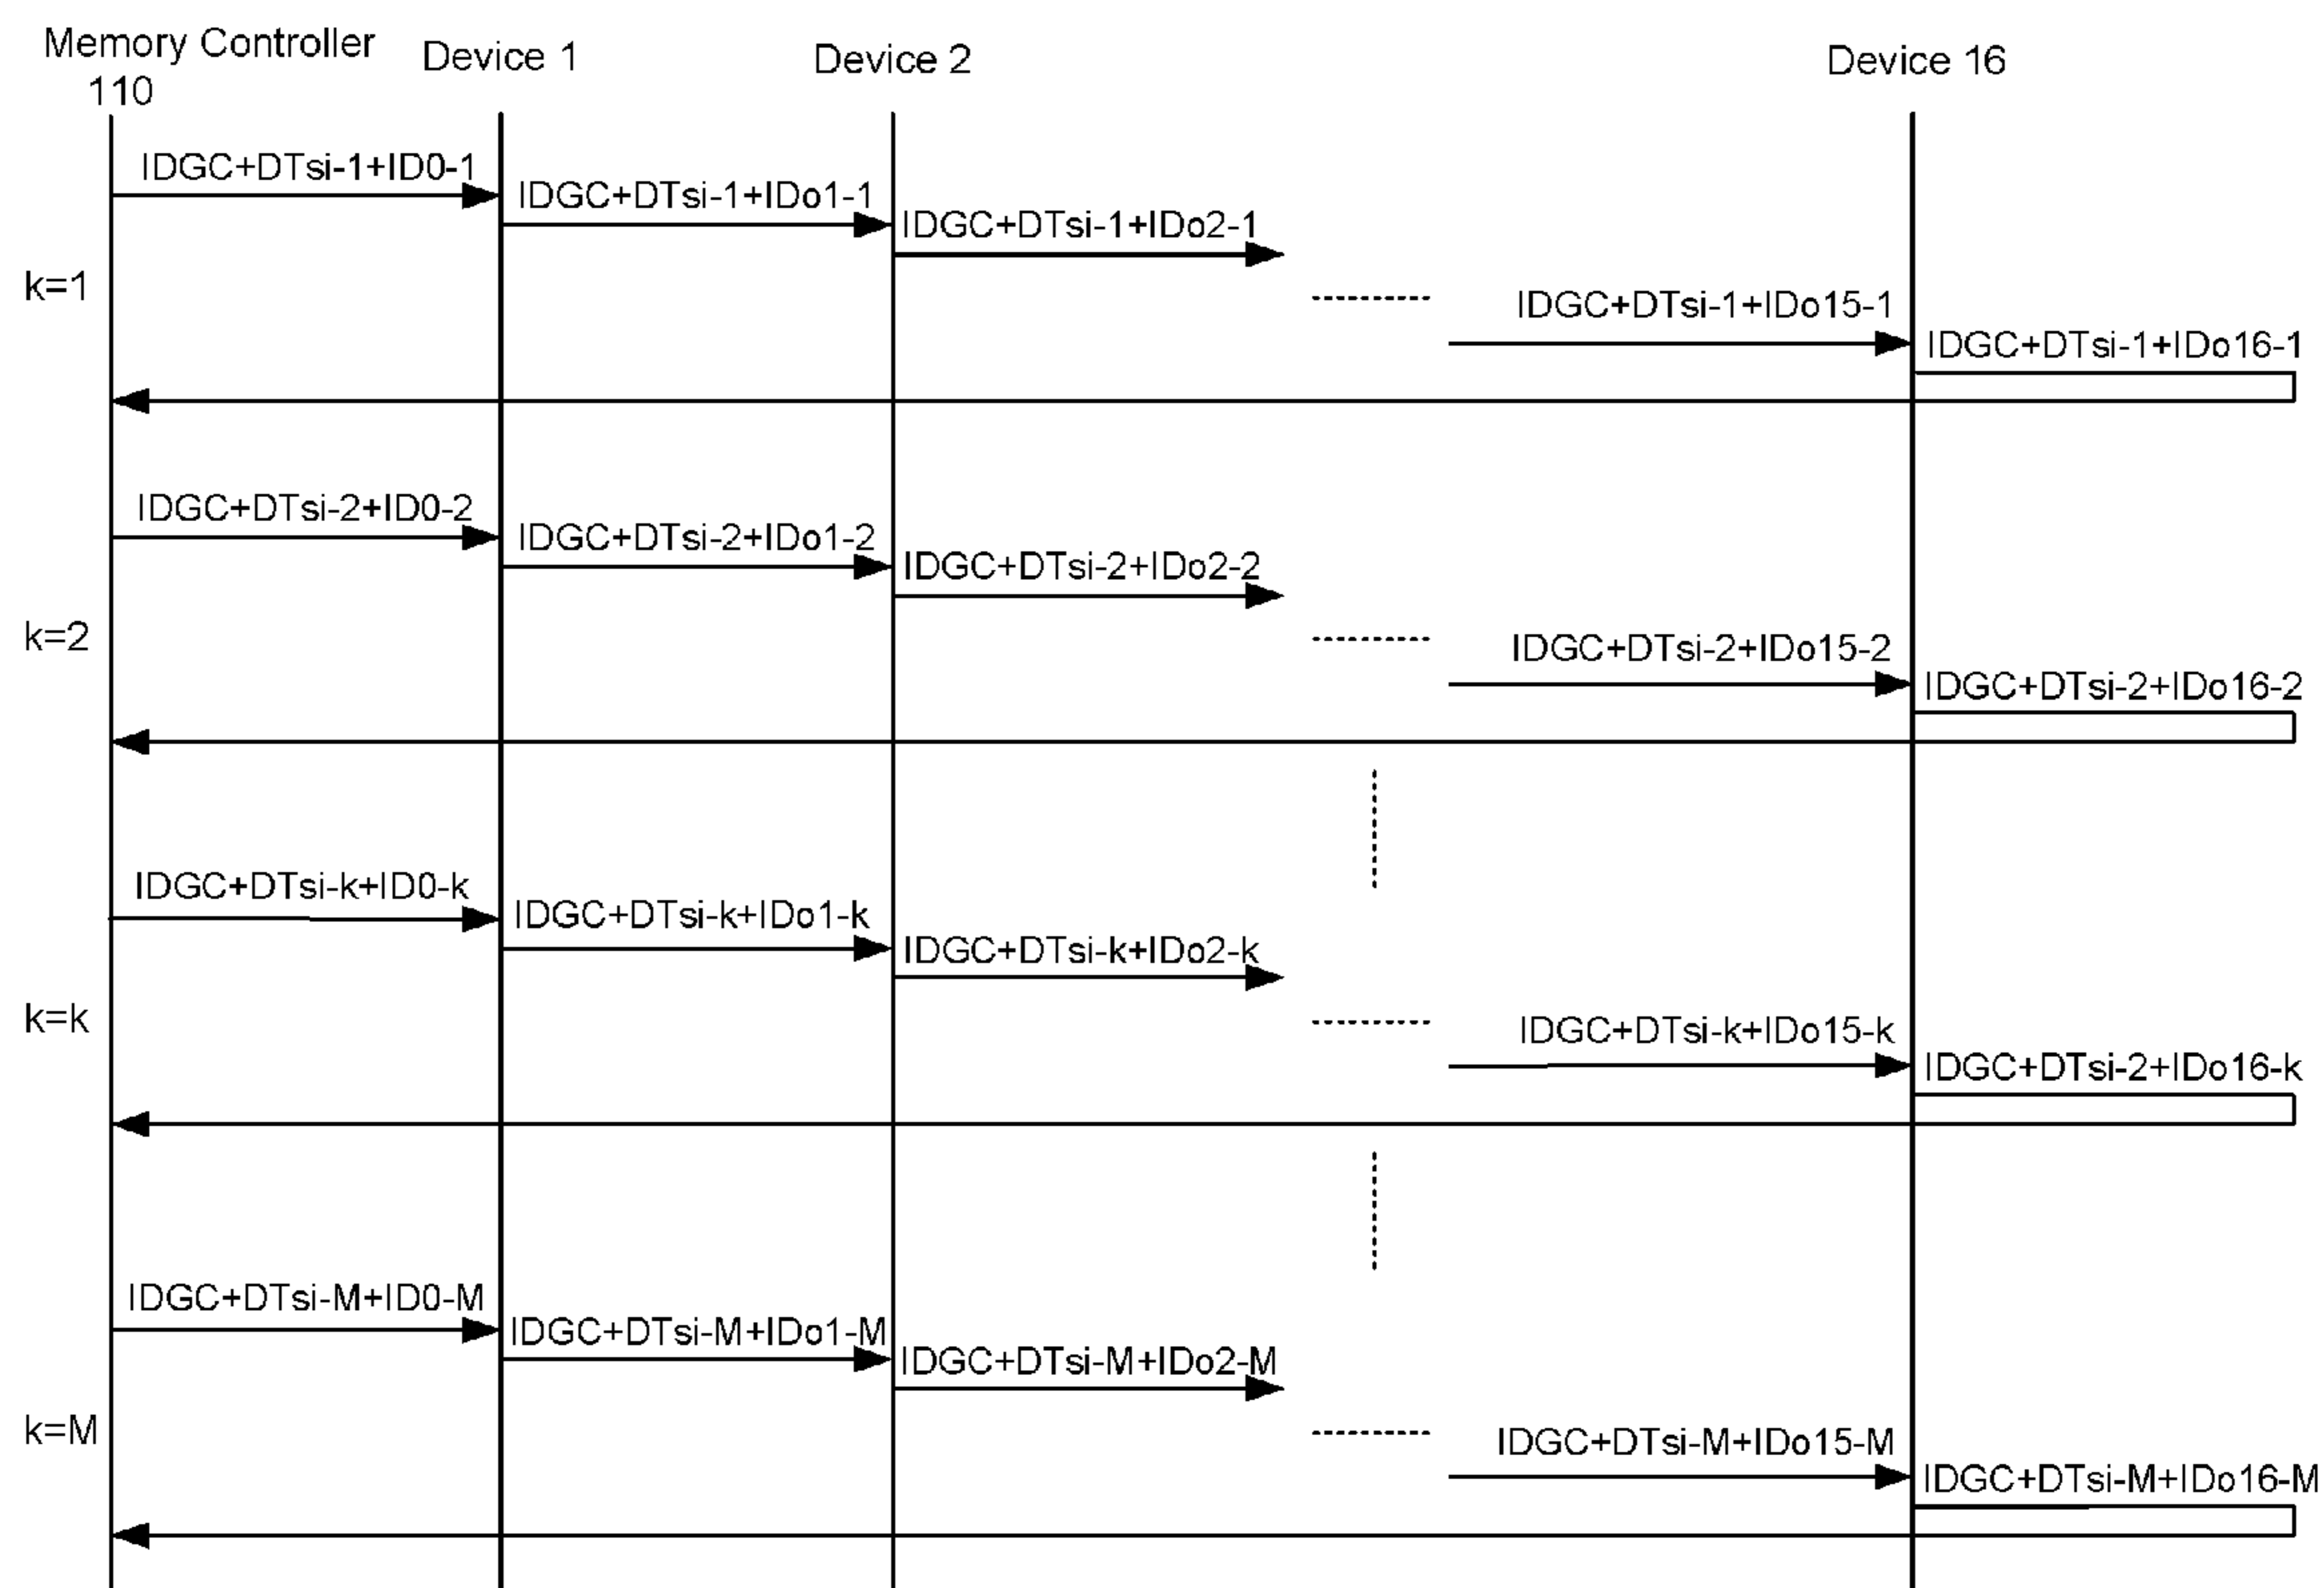 Memory Controller
110
Device 1
Device 2
Device 16
IDGC+DTsi-1+ID0-1
IDGC+DTsi-1+IDo1-1
IDGC+DTsi-1+IDo2-1
k=1
IDGC+DTsi-1+IDo15-1
IDGC+DTsi-1+IDo16-1
IDGC+DTsi-2+ID0-2
IDGC+DTsi-2+IDo1-2
IDGC+DTsi-2+IDo2-2
k=2
IDGC+DTsi-2+IDo15-2
IDGC+DTsi-2+IDo16-2
IDGC+DTsi-k+ID0-k
IDGC+DTsi-k+IDo1-k
IDGC+DTsi-k+IDo2-k
k=k
IDGC+DTsi-k+IDo15-k
IDGC+DTsi-2+IDo16-k
IDGC+DTsi-M+ID0-M
IDGC+DTsi-M+IDo1-M
IDGC+DTsi-M+IDo2-M
k=M
IDGC+DTsi-M+IDo15-M
IDGC+DTsi-M+IDo16-M